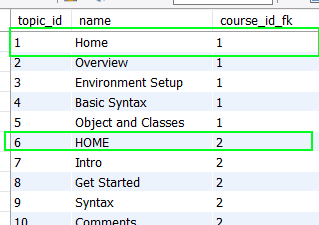 topic_id name course_id_fk
1 Home 1
2 Overview 1
3 Environment Setup 1
4 Basic Syntax 1
5 Object and Classes 1
6 HOME 2
7 Intro 2
8 Get Started 2
9 Syntax 2
10 Comments 2